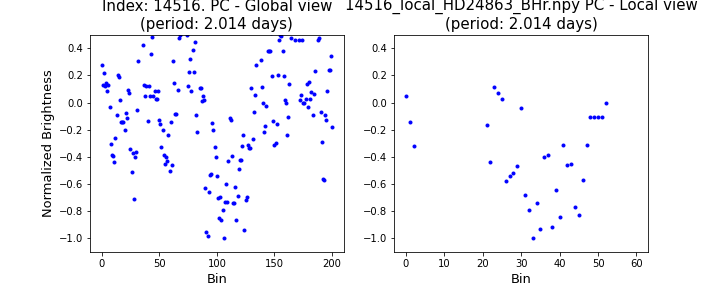 Index: 14516. PC - Global view
(period: 2.014 days)
14516_local_HD24863_BHr.npy PC - Local view
(period: 2.014 days)
Normalized Brightness
0.4
0.2
0.0
−0.2
−0.4
−0.6
−0.8
−1.0
0 50 100 150 200
Bin
0.4
0.2
0.0
−0.2
−0.4
−0.6
−0.8
−1.0
0 10 20 30 40 50 60
Bin